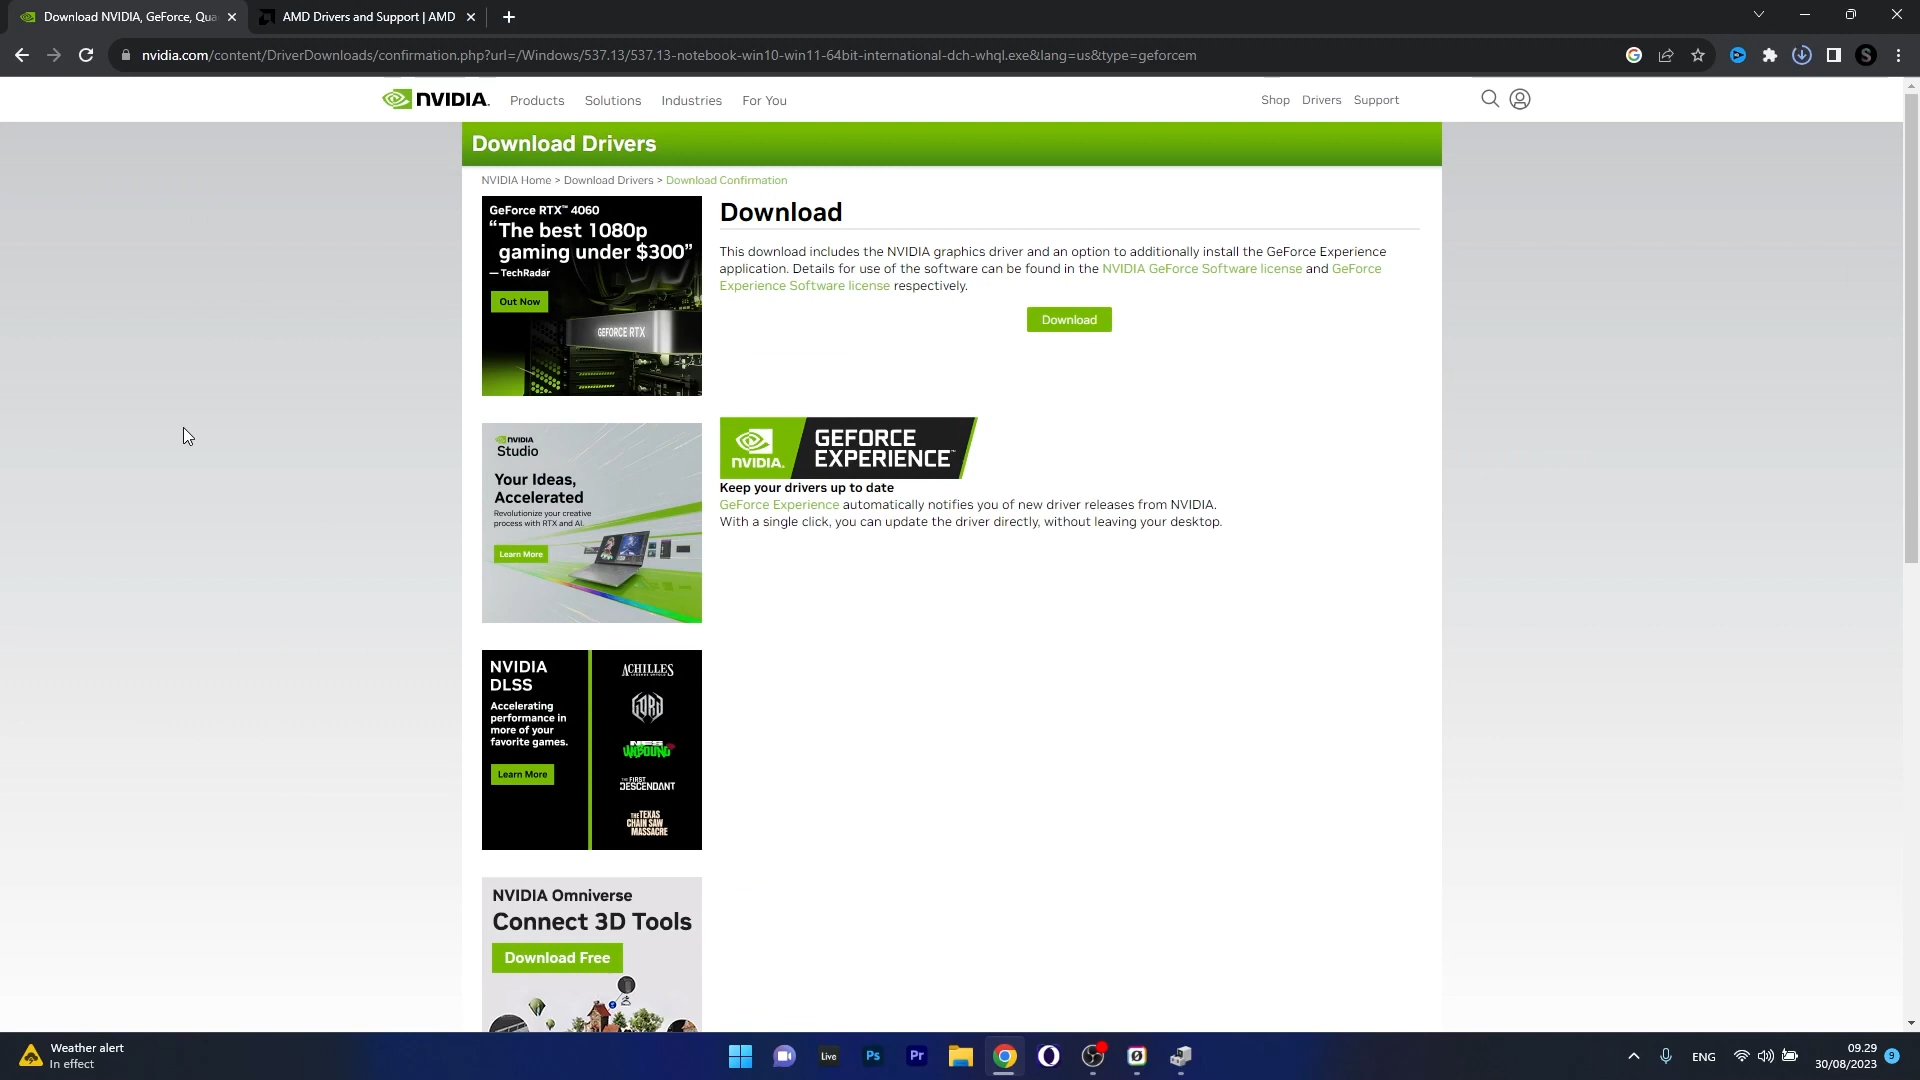 Download NVIDIA, GeForce, Qua
AMD Drivers and Support | AMD
nvidia.com/content/DriverDownloads/confirmation.php?url=/Windows/537.13/537.13-notebook-win10-win11-64bit-international-dch-whql.exe&lang=us&type=geforcem
S
NVIDIA.
Products
Solutions
Industries
For You
Shop
Drivers
Support
Download Drivers
NVIDIA Home > Download Drivers > Download Confirmation
GeForce RTX™ 4060
“The best 1080p
gaming under $300”
— TechRadar
Out Now
GEFORCE RTX
Download
This download includes the NVIDIA graphics driver and an option to additionally install the GeForce Experience
application. Details for use of the software can be found in the NVIDIA GeForce Software license and GeForce
Experience Software license respectively.
Download
NVIDIA
Studio
Your Ideas,
Accelerated
Revolutionize your creative
process with RTX and AI.
Learn More
NVIDIA.
GEFORCE
EXPERIENCE™
Keep your drivers up to date
GeForce Experience automatically notifies you of new driver releases from NVIDIA.
With a single click, you can update the driver directly, without leaving your desktop.
NVIDIA
DLSS
Accelerating
performance in
more of your
favorite games.
Learn More
ACHILLES
LEGENDS UNTOLD
GORD
NFS
UNBOUND
THE FIRST
DESCENDANT
THE TEXAS
CHAIN SAW
MASSACRE
NVIDIA Omniverse
Connect 3D Tools
Download Free
Weather alert
In effect
Live
Ps
Pr
ENG
09.29
30/08/2023
9